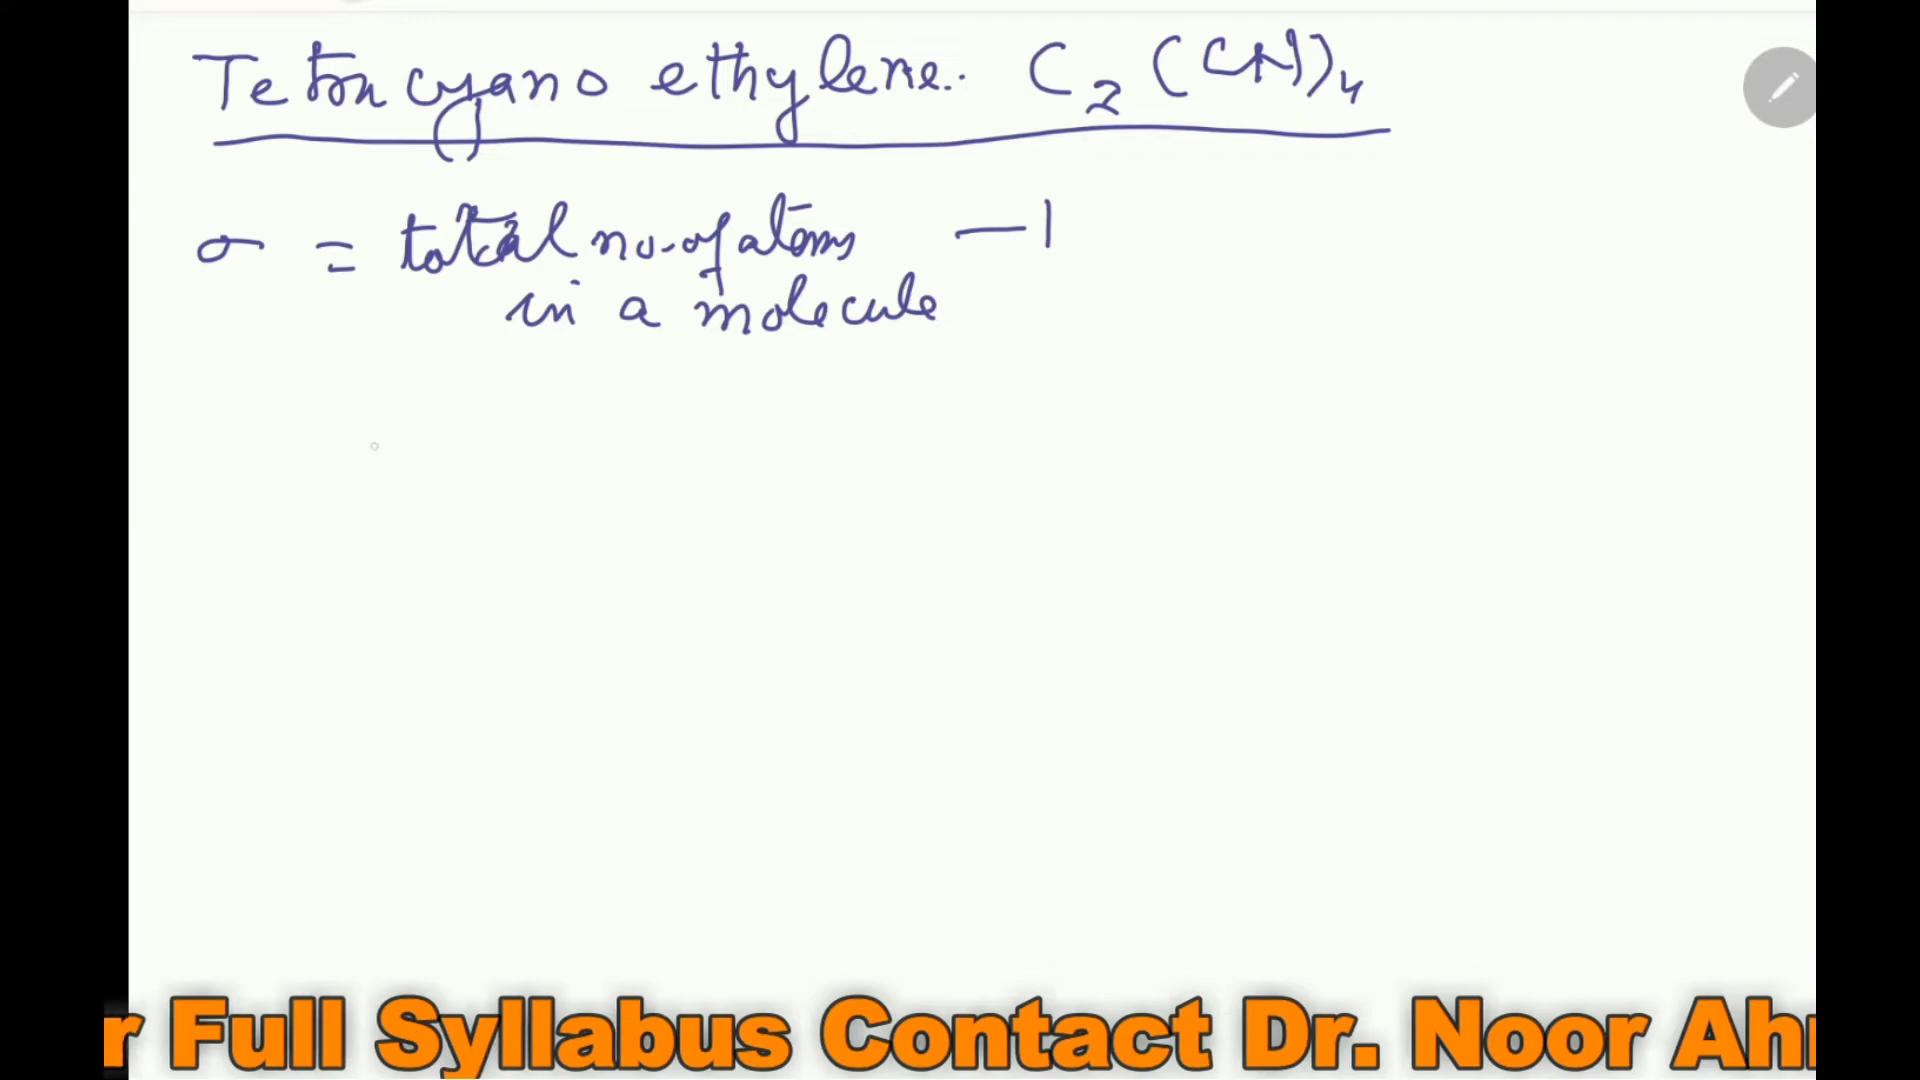 Tetracyano ethylene. C2(CN)4
σ = total no. of atoms - 1
in a molecule
r Full Syllabus Contact Dr. Noor Ah